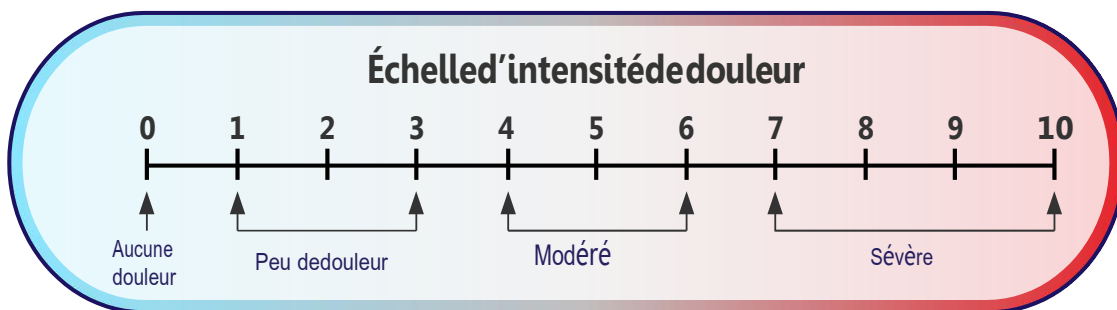 Échelled’intensitédedouleur
0 1 2 3 4 5 6 7 8 9 10
Aucune
douleur
Peu dedouleur
Modéré
Sévère